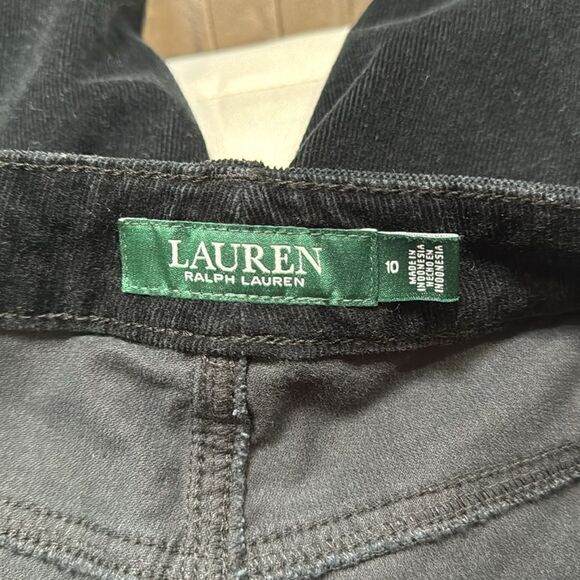 LAUREN
RALPH LAUREN
10
MADE IN
INDONESIA
HECHO EN
INDONESIA